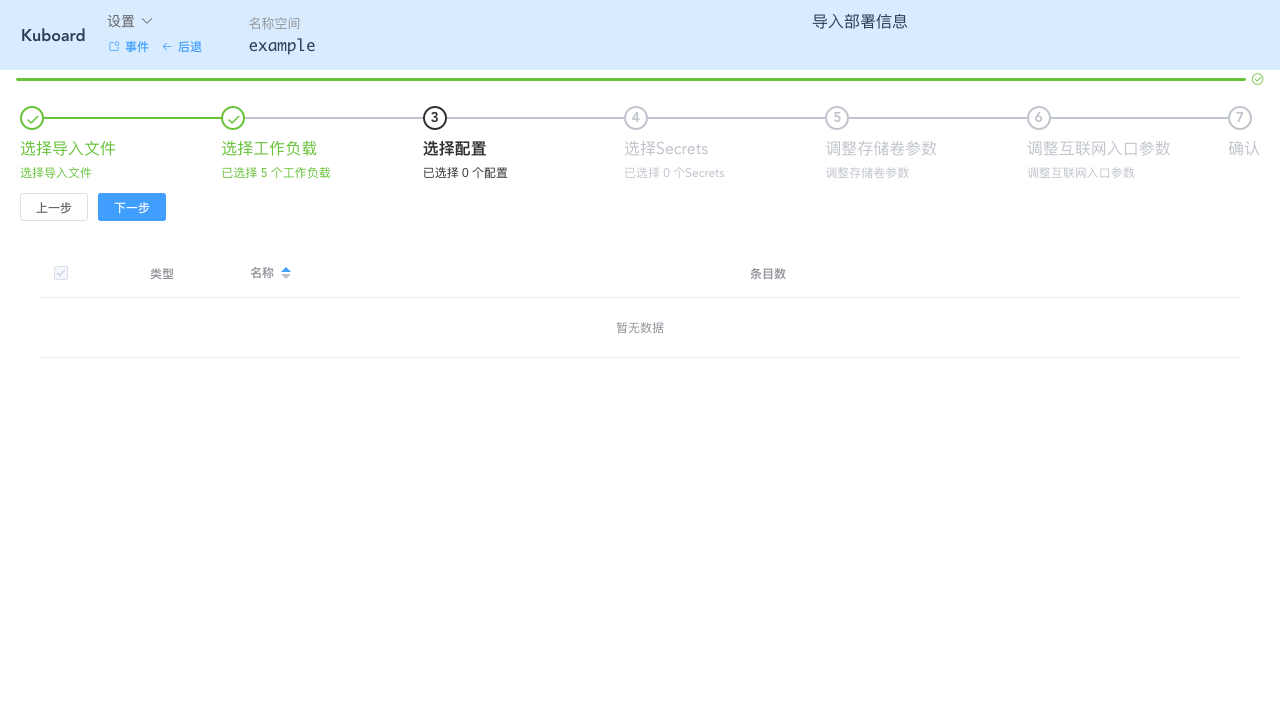 Kuboard
设置
事件
后退
名称空间
example
导入部署信息
3
4
5
6
7
选择导入文件
选择工作负载
选择配置
选择Secrets
调整存储卷参数
调整互联网入口参数
确认
选择导入文件
已选择 5 个工作负载
已选择 0 个配置
已选择 0 个Secrets
调整存储卷参数
调整互联网入口参数
上一步
下一步
类型
名称
条目数
暂无数据